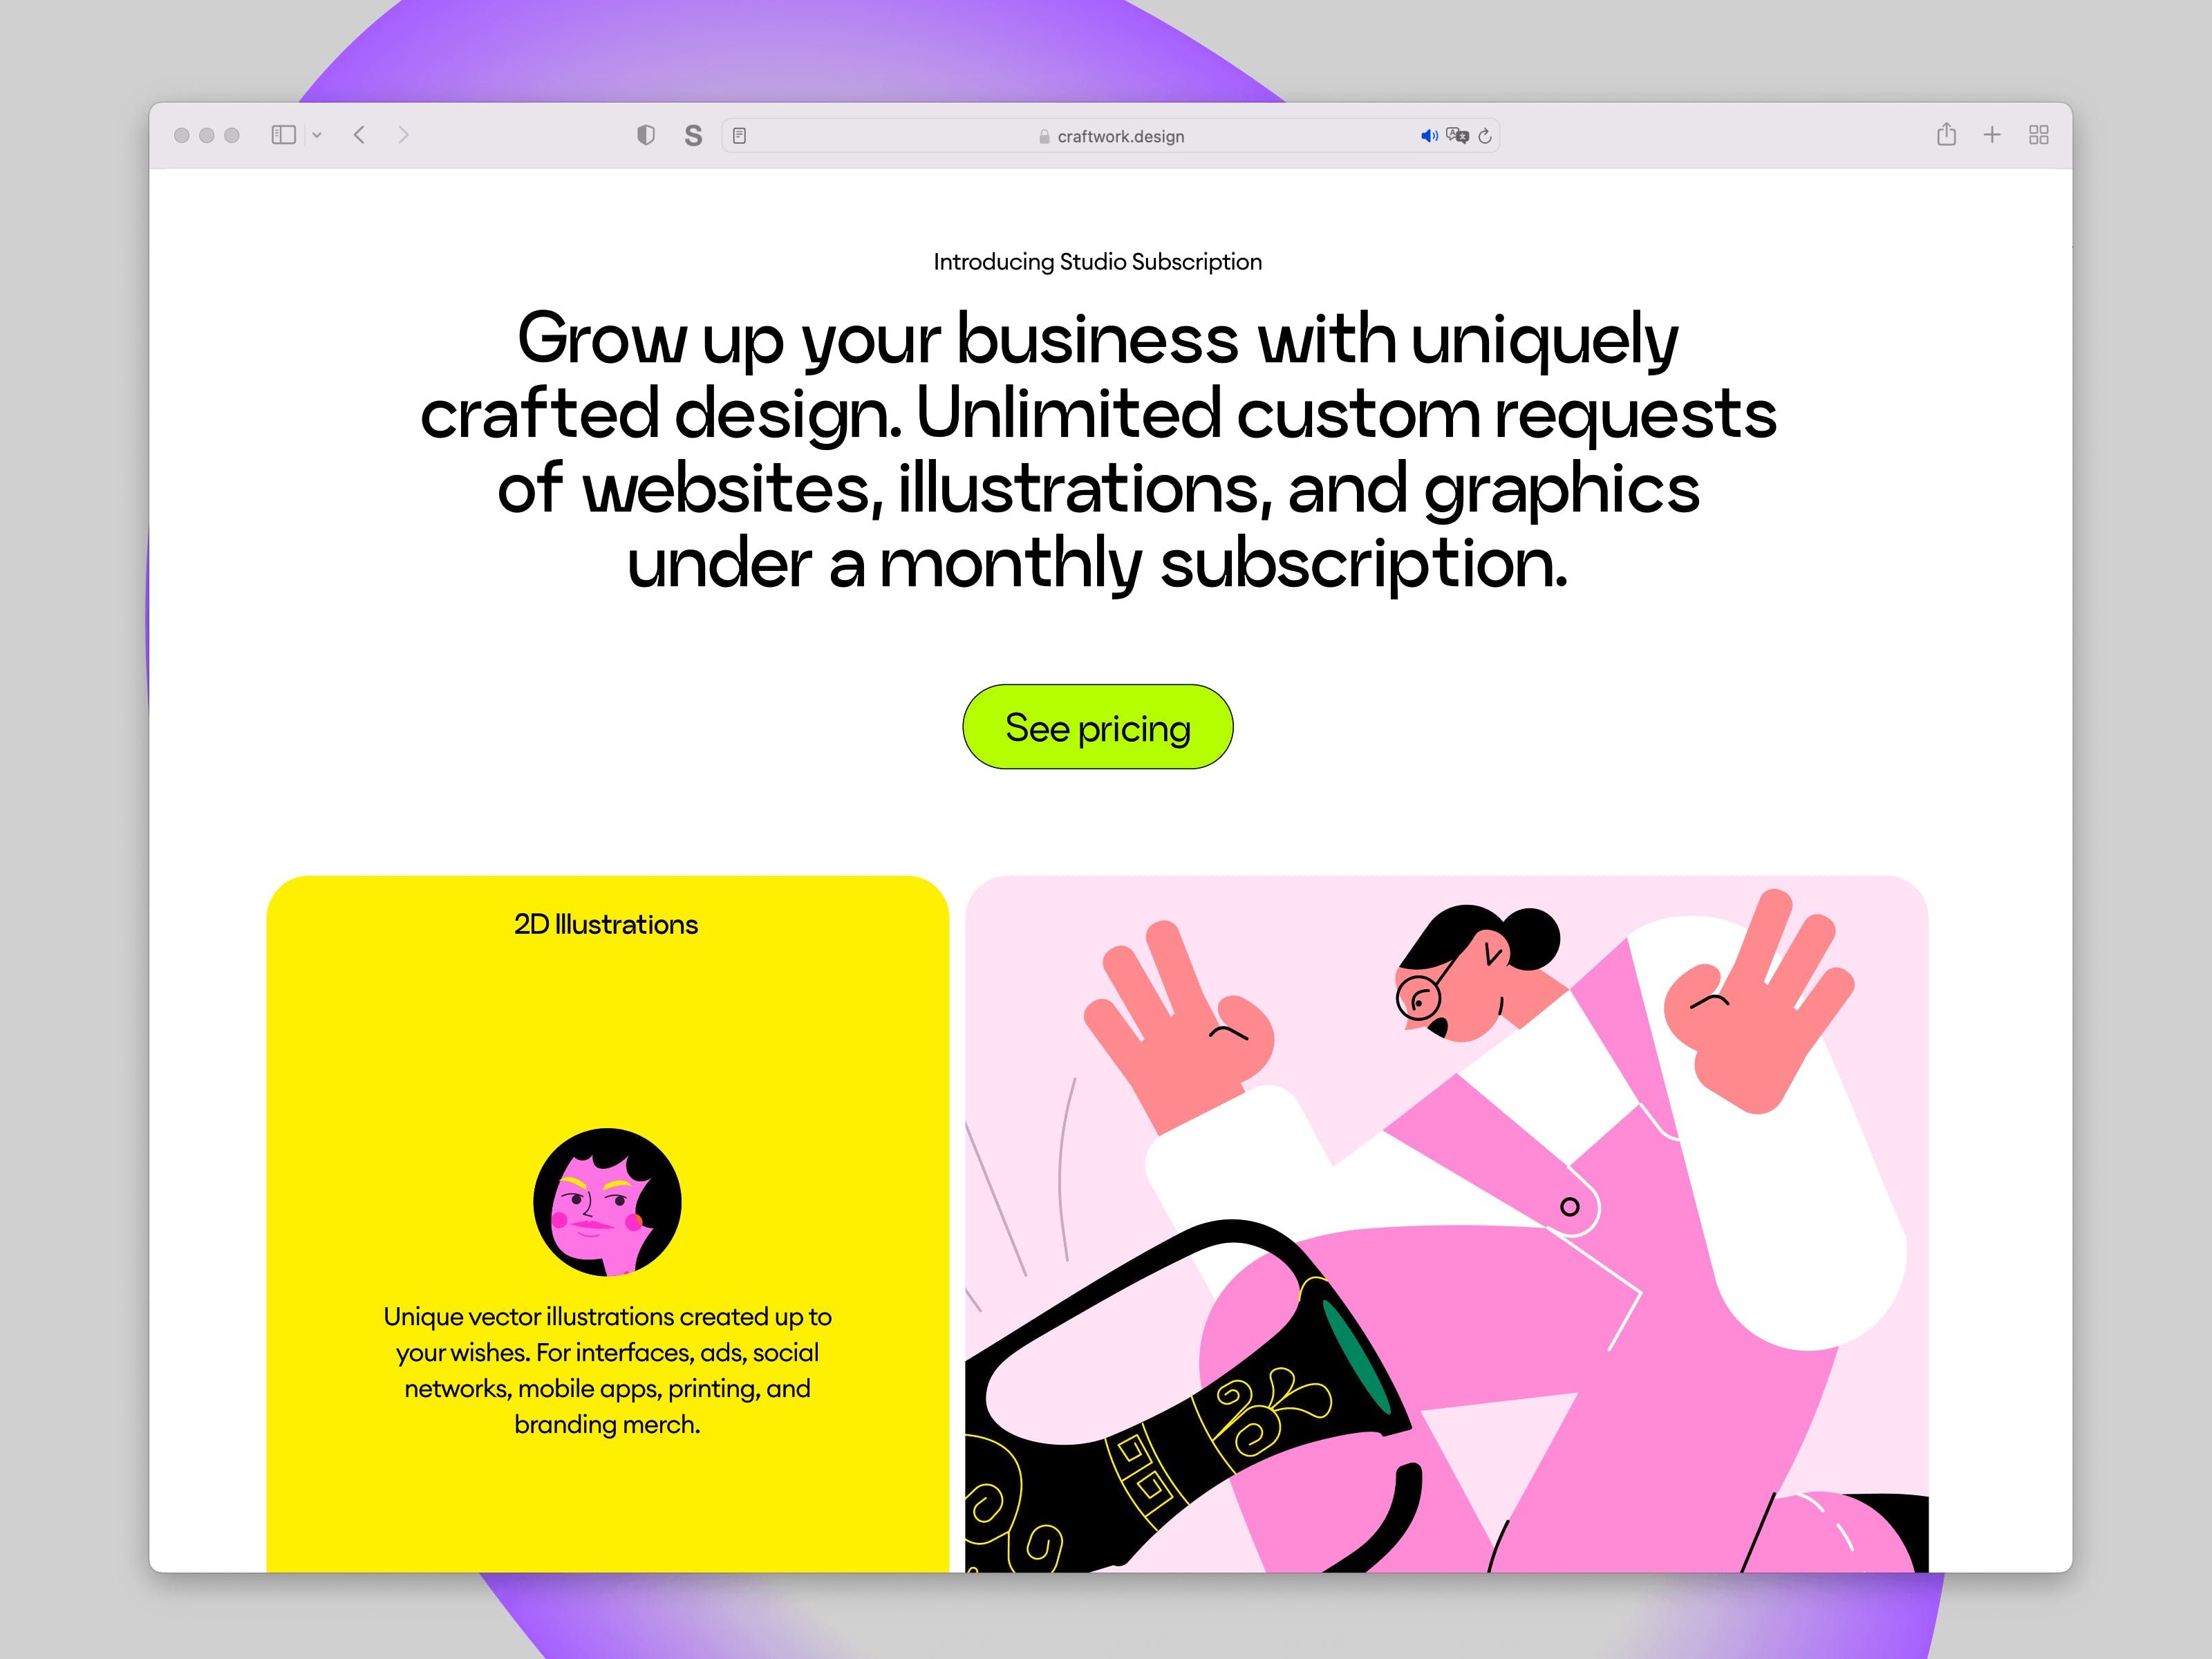 S
craftwork.design
Introducing Studio Subscription
Grow up your business with uniquely
crafted design. Unlimited custom requests
of websites, illustrations, and graphics
under a monthly subscription.
See pricing
2D Illustrations
Unique vector illustrations created up to
your wishes. For interfaces, ads, social
networks, mobile apps, printing, and
branding merch.